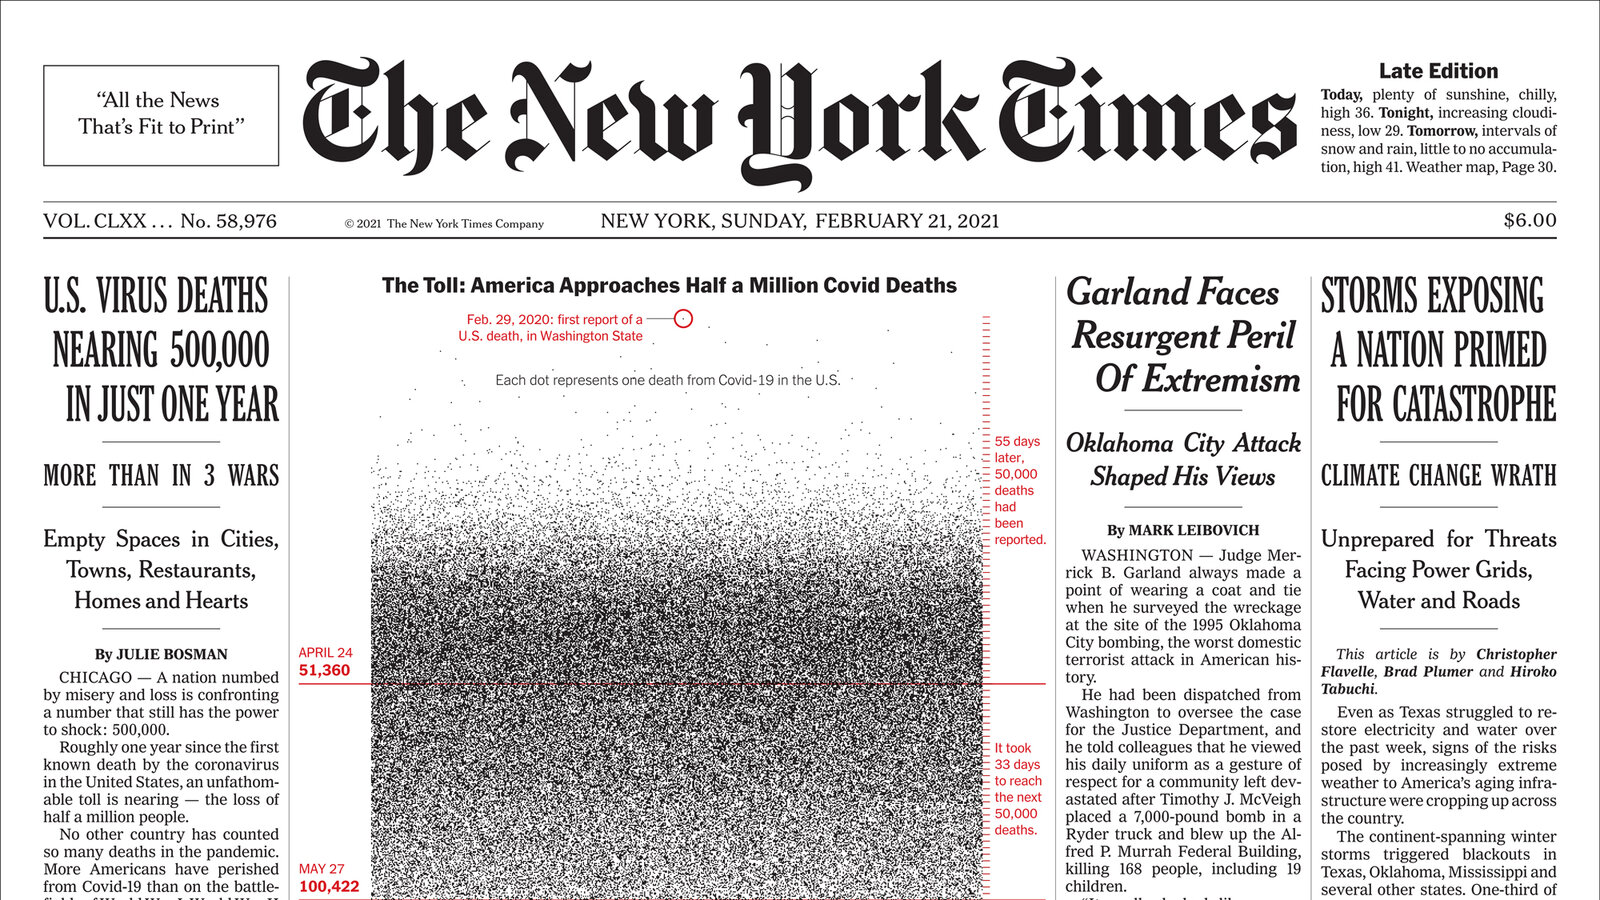 “All the News
That’s Fit to Print”
The New York Times
Late Edition
Today, plenty of sunshine, chilly,
high 36. Tonight, increasing cloudi-
ness, low 29. Tomorrow, intervals of
snow and rain, little to no accumula-
tion, high 41. Weather map, Page 30.
VOL. CLXX . . . No. 58,976
© 2021 The New York Times Company
NEW YORK, SUNDAY, FEBRUARY 21, 2021
$6.00
U.S. VIRUS DEATHS
NEARING 500,000
IN JUST ONE YEAR
MORE THAN IN 3 WARS
Empty Spaces in Cities,
Towns, Restaurants,
Homes and Hearts
By JULIE BOSMAN
CHICAGO — A nation numbed
by misery and loss is confronting
a number that still has the power
to shock: 500,000.
Roughly one year since the first
known death by the coronavirus
in the United States, an unfathom-
able toll is nearing — the loss of
half a million people.
No other country has counted
so many deaths in the pandemic.
More Americans have perished
from Covid-19 than on the battle-
The Toll: America Approaches Half a Million Covid Deaths
Feb. 29, 2020: first report of a
U.S. death, in Washington State
Each dot represents one death from Covid-19 in the U.S.
55 days
later,
50,000
deaths
had
been
reported.
APRIL 24
51,360
It took
33 days
to reach
the next
50,000
deaths.
MAY 27
100,422
Garland Faces
Resurgent Peril
Of Extremism
Oklahoma City Attack
Shaped His Views
By MARK LEIBOVICH
WASHINGTON — Judge Mer-
rick B. Garland always made a
point of wearing a coat and tie
when he surveyed the wreckage
at the site of the 1995 Oklahoma
City bombing, the worst domestic
terrorist attack in American his-
tory.
He had been dispatched from
Washington to oversee the case
for the Justice Department, and
he told colleagues that he viewed
his daily uniform as a gesture of
respect for a community left dev-
astated after Timothy J. McVeigh
placed a 7,000-pound bomb in a
Ryder truck and blew up the Al-
fred P. Murrah Federal Building,
killing 168 people, including 19
children.
STORMS EXPOSING
A NATION PRIMED
FOR CATASTROPHE
CLIMATE CHANGE WRATH
Unprepared for Threats
Facing Power Grids,
Water and Roads
This article is by Christopher
Flavelle, Brad Plumer and Hiroko
Tabuchi.
Even as Texas struggled to re-
store electricity and water over
the past week, signs of the risks
posed by increasingly extreme
weather to America’s aging infra-
structure were cropping up across
the country.
The continent-spanning winter
storms triggered blackouts in
Texas, Oklahoma, Mississippi and
several other states. One-third of